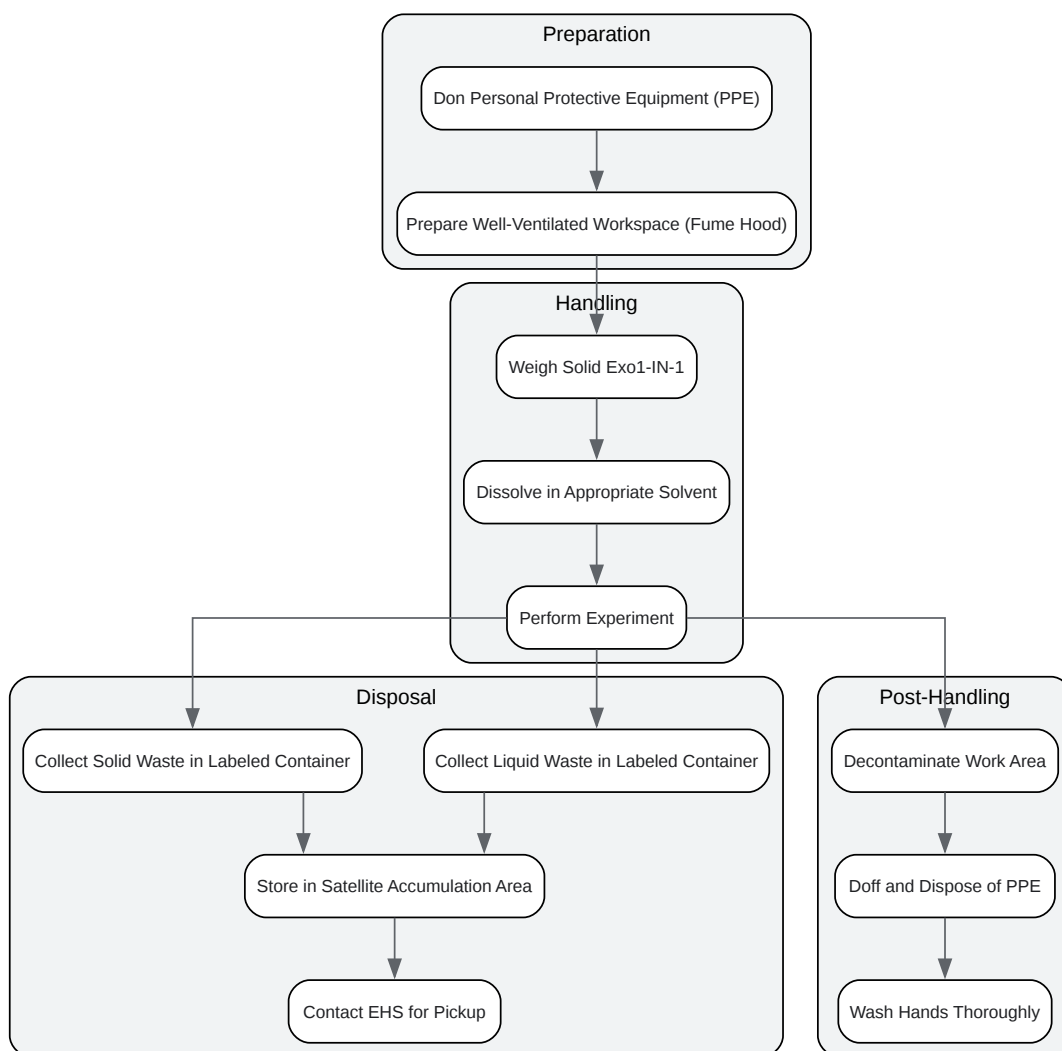 Preparation
Don Personal Protective Equipment (PPE)
Prepare Well-Ventilated Workspace (Fume Hood)
Handling
Weigh Solid Exo1-IN-1
Dissolve in Appropriate Solvent
Perform Experiment
Disposal
Collect Solid Waste in Labeled Container
Collect Liquid Waste in Labeled Container
Store in Satellite Accumulation Area
Contact EHS for Pickup
Post-Handling
Decontaminate Work Area
Doff and Dispose of PPE
Wash Hands Thoroughly